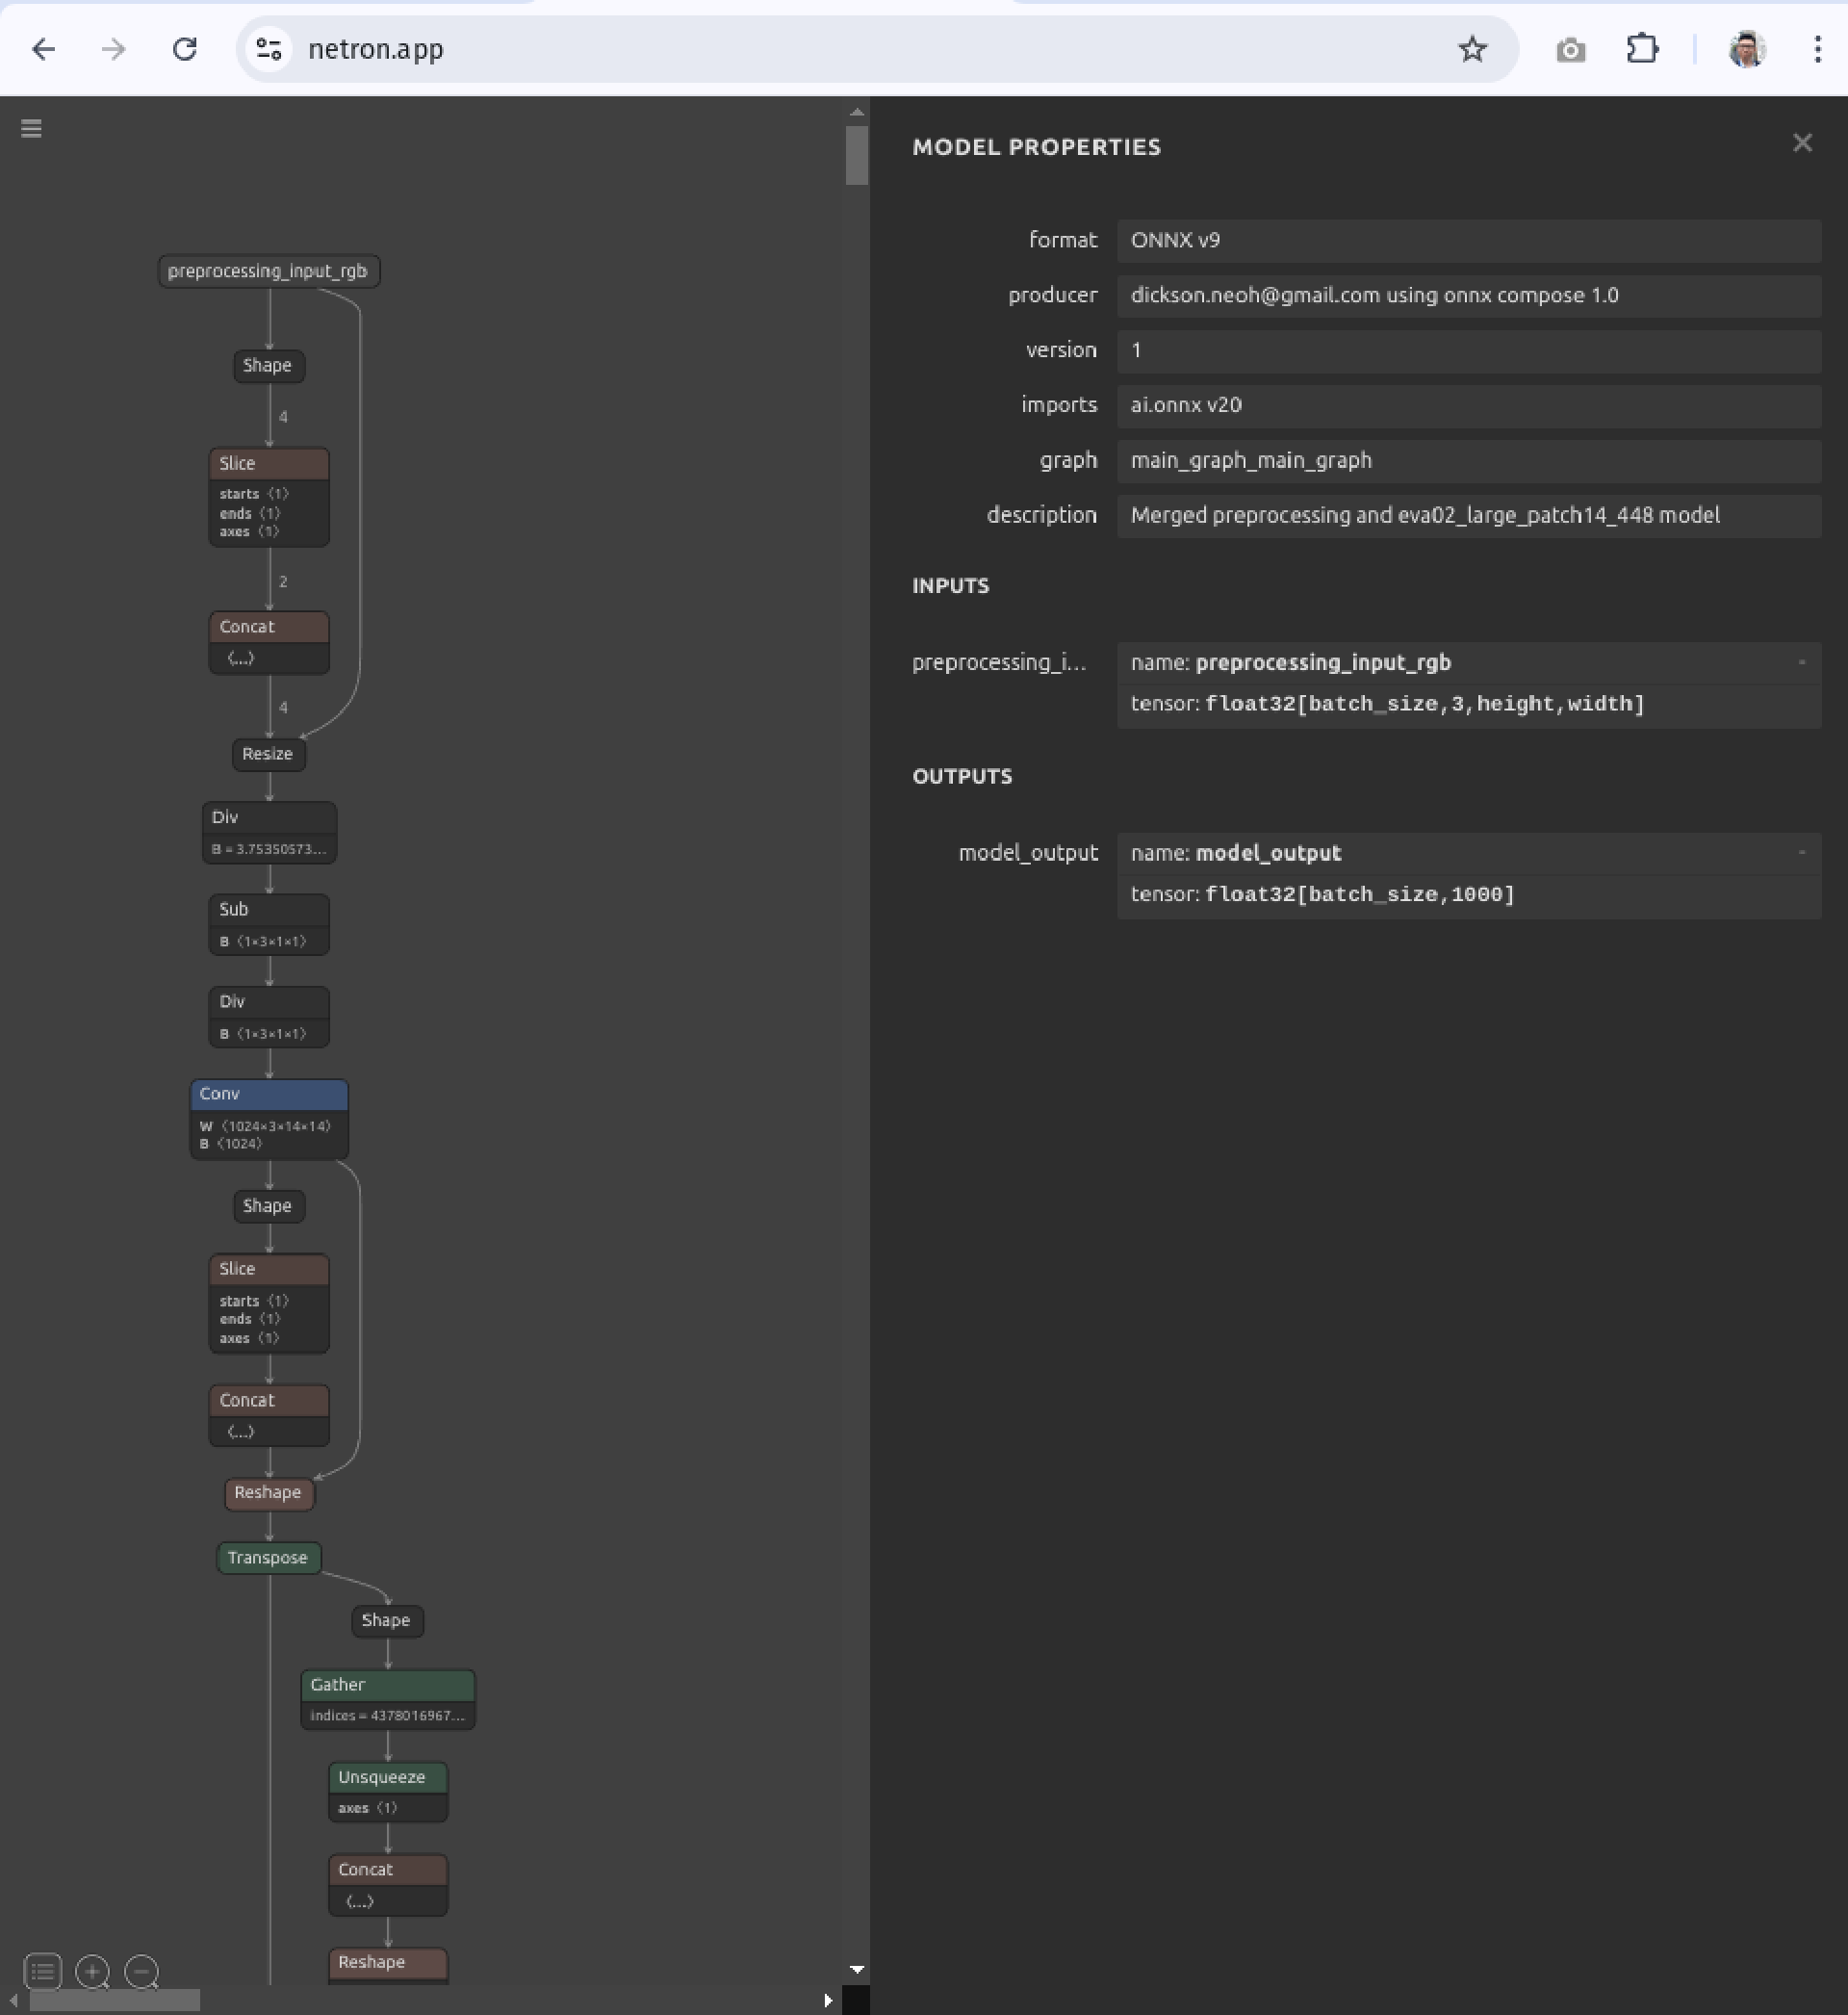 netron.app
preprocessing_input_rgb
Shape
4
Slice
starts ⟨1⟩
ends ⟨1⟩
axes ⟨1⟩
2
Concat
⟨...⟩
4
Resize
Div
B = 3.75350573...
Sub
B ⟨1×3×1×1⟩
Div
B ⟨1×3×1×1⟩
Conv
W ⟨1024×3×14×14⟩
B ⟨1024⟩
Shape
Slice
starts ⟨1⟩
ends ⟨1⟩
axes ⟨1⟩
Concat
⟨...⟩
Reshape
Transpose
Shape
Gather
indices = 4378016967...
Unsqueeze
axes ⟨1⟩
Concat
⟨...⟩
Reshape
MODEL PROPERTIES
format ONNX v9
producer dickson.neoh@gmail.com using onnx compose 1.0
version 1
imports ai.onnx v20
graph main_graph_main_graph
description Merged preprocessing and eva02_large_patch14_448 model
INPUTS
preprocessing_i... name: preprocessing_input_rgb -
tensor: float32[batch_size,3,height,width]
OUTPUTS
model_output name: model_output -
tensor: float32[batch_size,1000]